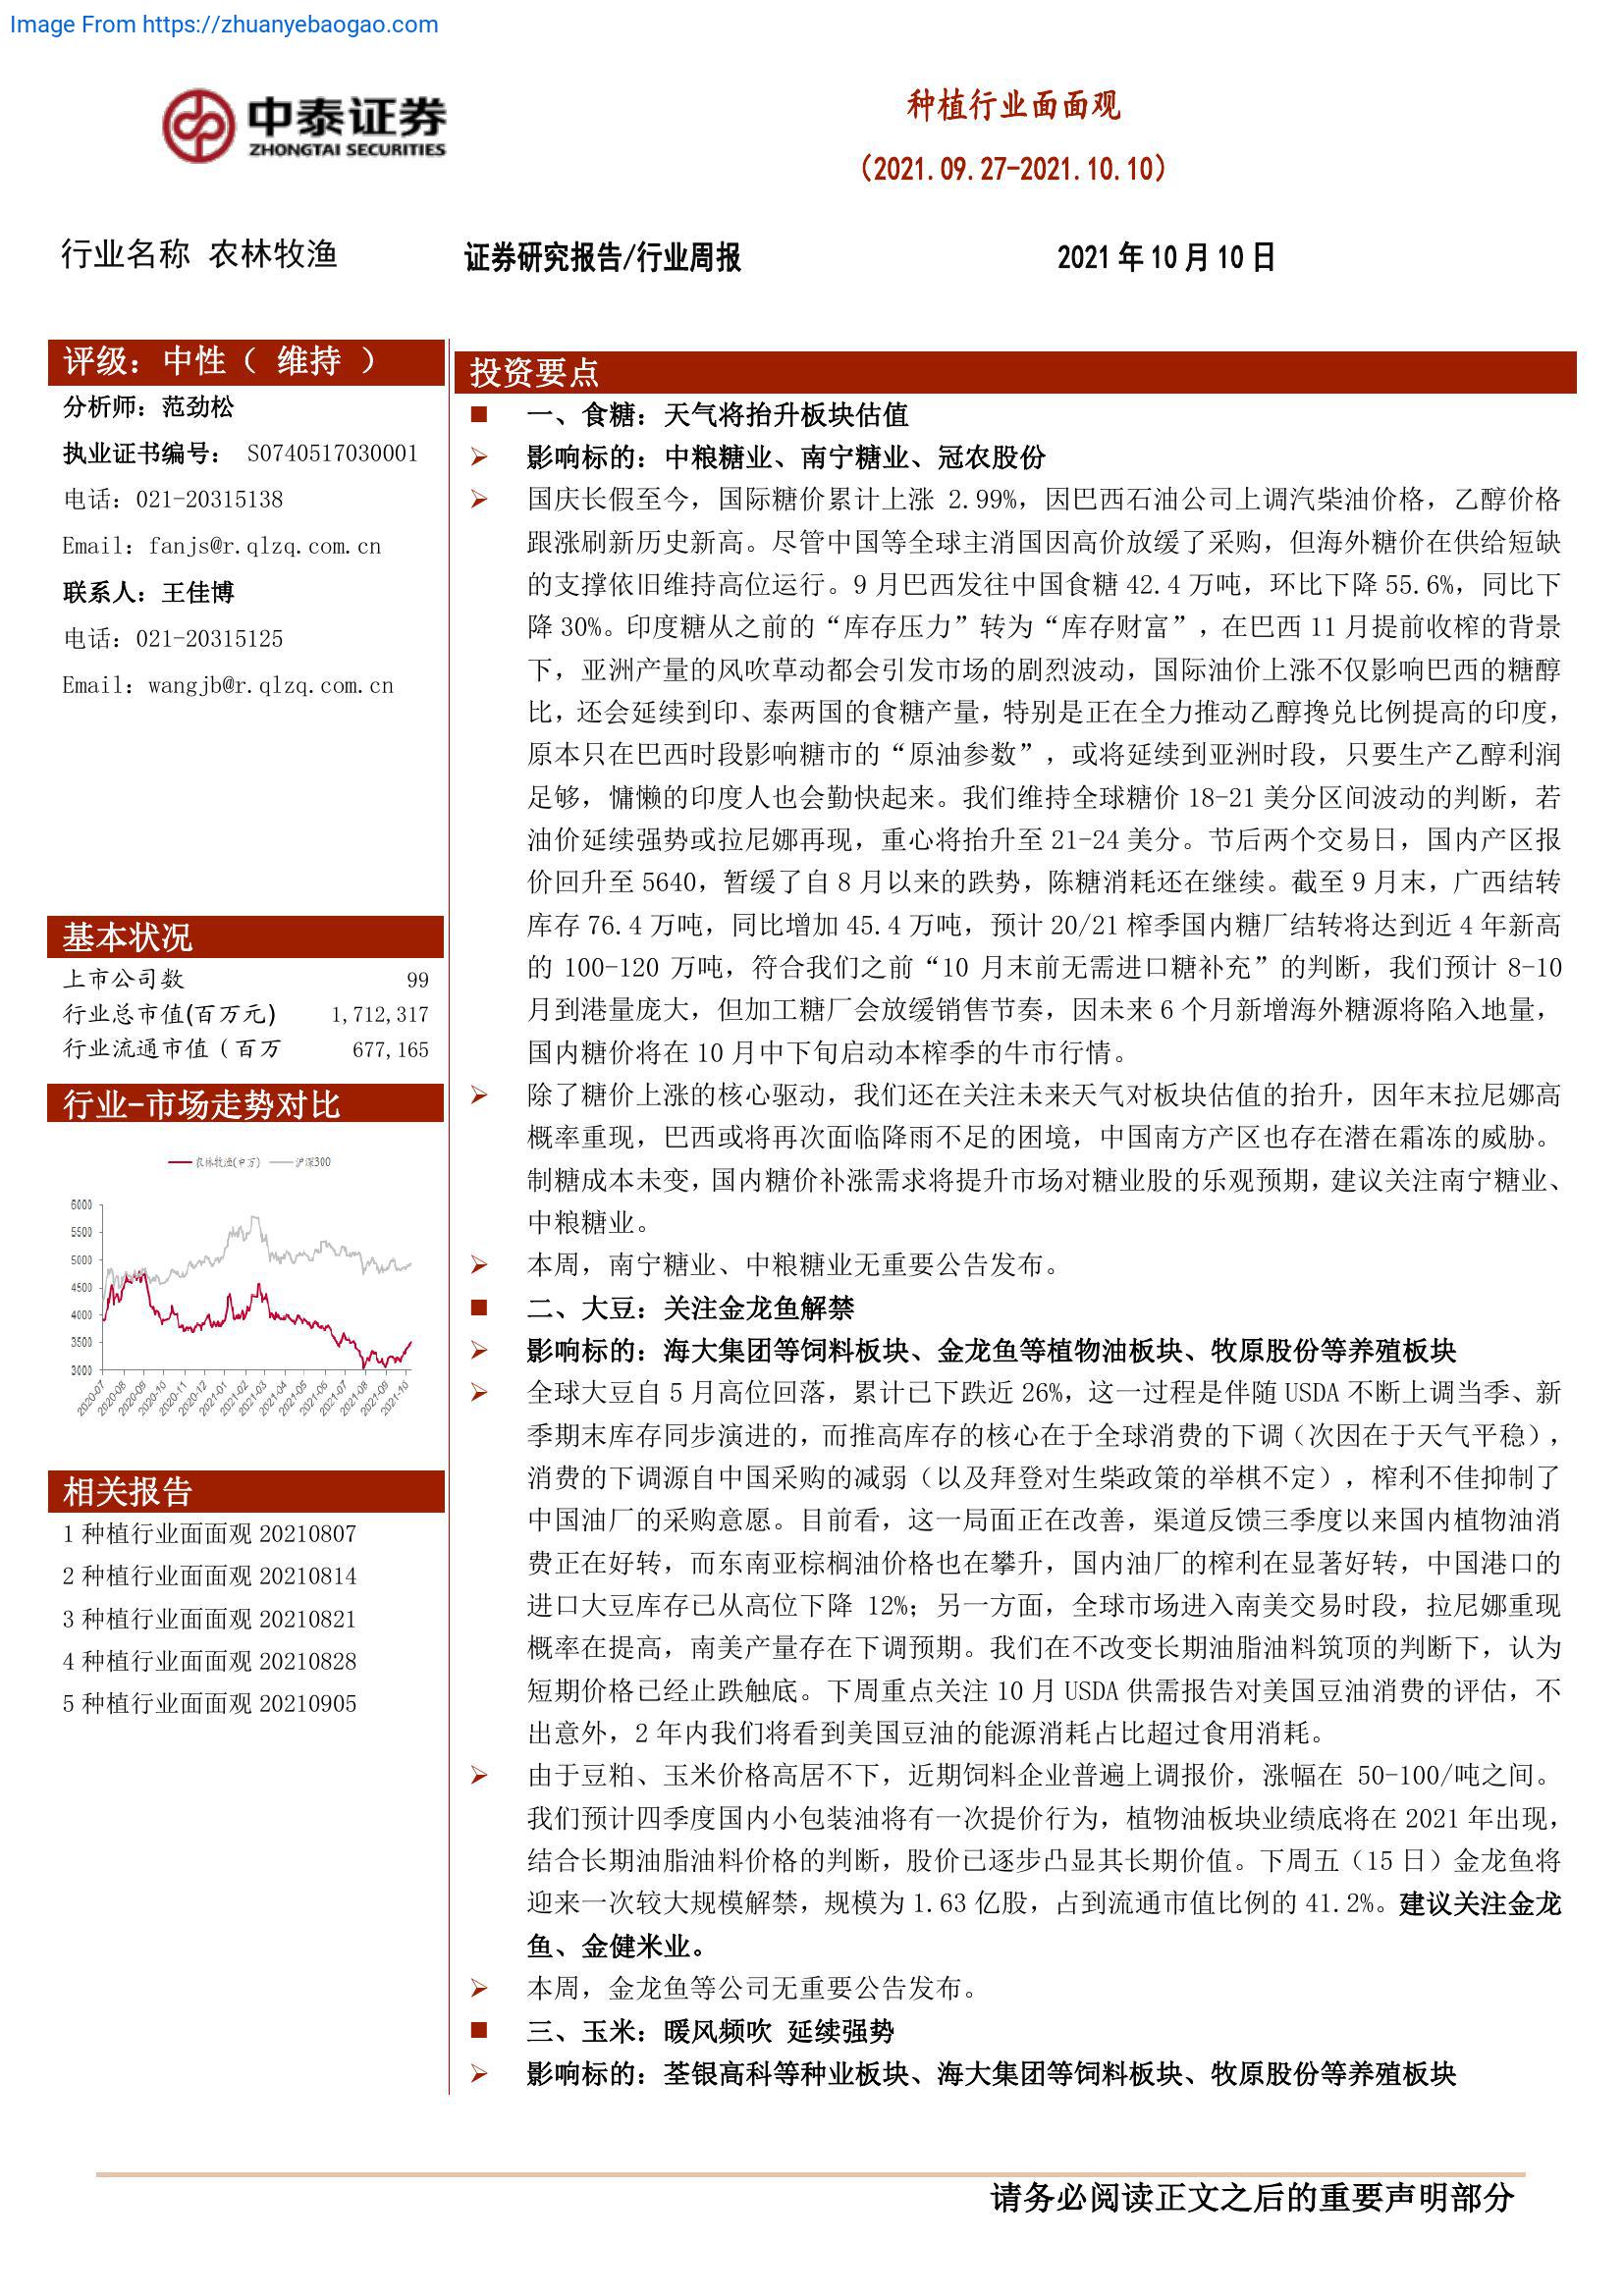 Image From https://zhuanyebaogao.com
中泰证券
ZHONGTAI SECURITIES
种植行业面面观
（2021.09.27-2021.10.10）
行业名称 农林牧渔
证券研究报告/行业周报
2021 年 10 月 10 日
评级：中性（ 维持 ）
分析师：范劲松
执业证书编号： S0740517030001
电话：021-20315138
Email：fanjs@r.qlzq.com.cn
联系人：王佳博
电话：021-20315125
Email：wangjb@r.qlzq.com.cn
基本状况
上市公司数 99
行业总市值(百万元) 1,712,317
行业流通市值（百万 677,165
行业-市场走势对比
农林牧渔(申万) 沪深300
6000
5500
5000
4500
4000
3500
3000
2020-07 2020-08 2020-09 2020-10 2020-11 2020-12 2021-01 2021-02 2021-03 2021-04 2021-05 2021-06 2021-07 2021-08 2021-09 2021-10
相关报告
1 种植行业面面观 20210807
2 种植行业面面观 20210814
3 种植行业面面观 20210821
4 种植行业面面观 20210828
5 种植行业面面观 20210905
投资要点
■ 一、食糖：天气将抬升板块估值
➢ 影响标的：中粮糖业、南宁糖业、冠农股份
➢ 国庆长假至今，国际糖价累计上涨 2.99%，因巴西石油公司上调汽柴油价格，乙醇价格
跟涨刷新历史新高。尽管中国等全球主消国因高价放缓了采购，但海外糖价在供给短缺
的支撑依旧维持高位运行。9 月巴西发往中国食糖 42.4 万吨，环比下降 55.6%，同比下
降 30%。印度糖从之前的“库存压力”转为“库存财富”，在巴西 11 月提前收榨的背景
下，亚洲产量的风吹草动都会引发市场的剧烈波动，国际油价上涨不仅影响巴西的糖醇
比，还会延续到印、泰两国的食糖产量，特别是正在全力推动乙醇搀兑比例提高的印度，
原本只在巴西时段影响糖市的“原油参数”，或将延续到亚洲时段，只要生产乙醇利润
足够，慵懒的印度人也会勤快起来。我们维持全球糖价 18-21 美分区间波动的判断，若
油价延续强势或拉尼娜再现，重心将抬升至 21-24 美分。节后两个交易日，国内产区报
价回升至 5640，暂缓了自 8 月以来的跌势，陈糖消耗还在继续。截至 9 月末，广西结转
库存 76.4 万吨，同比增加 45.4 万吨，预计 20/21 榨季国内糖厂结转将达到近 4 年新高
的 100-120 万吨，符合我们之前“10 月末前无需进口糖补充”的判断，我们预计 8-10
月到港量庞大，但加工糖厂会放缓销售节奏，因未来 6 个月新增海外糖源将陷入地量，
国内糖价将在 10 月中下旬启动本榨季的牛市行情。
➢ 除了糖价上涨的核心驱动，我们还在关注未来天气对板块估值的抬升，因年末拉尼娜高
概率重现，巴西或将再次面临降雨不足的困境，中国南方产区也存在潜在霜冻的威胁。
制糖成本未变，国内糖价补涨需求将提升市场对糖业股的乐观预期，建议关注南宁糖业、
中粮糖业。
➢ 本周，南宁糖业、中粮糖业无重要公告发布。
■ 二、大豆：关注金龙鱼解禁
➢ 影响标的：海大集团等饲料板块、金龙鱼等植物油板块、牧原股份等养殖板块
➢ 全球大豆自 5 月高位回落，累计已下跌近 26%，这一过程是伴随 USDA 不断上调当季、新
季期末库存同步演进的，而推高库存的核心在于全球消费的下调（次因在于天气平稳），
消费的下调源自中国采购的减弱（以及拜登对生柴政策的举棋不定），榨利不佳抑制了
中国油厂的采购意愿。目前看，这一局面正在改善，渠道反馈三季度以来国内植物油消
费正在好转，而东南亚棕榈油价格也在攀升，国内油厂的榨利在显著好转，中国港口的
进口大豆库存已从高位下降 12%；另一方面，全球市场进入南美交易时段，拉尼娜重现
概率在提高，南美产量存在下调预期。我们在不改变长期油脂油料筑顶的判断下，认为
短期价格已经止跌触底。下周重点关注 10 月 USDA 供需报告对美国豆油消费的评估，不
出意外，2 年内我们将看到美国豆油的能源消耗占比超过食用消耗。
➢ 由于豆粕、玉米价格高居不下，近期饲料企业普遍上调报价，涨幅在 50-100/吨之间。
我们预计四季度国内小包装油将有一次提价行为，植物油板块业绩底将在 2021 年出现，
结合长期油脂油料价格的判断，股价已逐步凸显其长期价值。下周五（15 日）金龙鱼将
迎来一次较大规模解禁，规模为 1.63 亿股，占到流通市值比例的 41.2%。建议关注金龙
鱼、金健米业。
➢ 本周，金龙鱼等公司无重要公告发布。
■ 三、玉米：暖风频吹 延续强势
➢ 影响标的：荃银高科等种业板块、海大集团等饲料板块、牧原股份等养殖板块
请务必阅读正文之后的重要声明部分